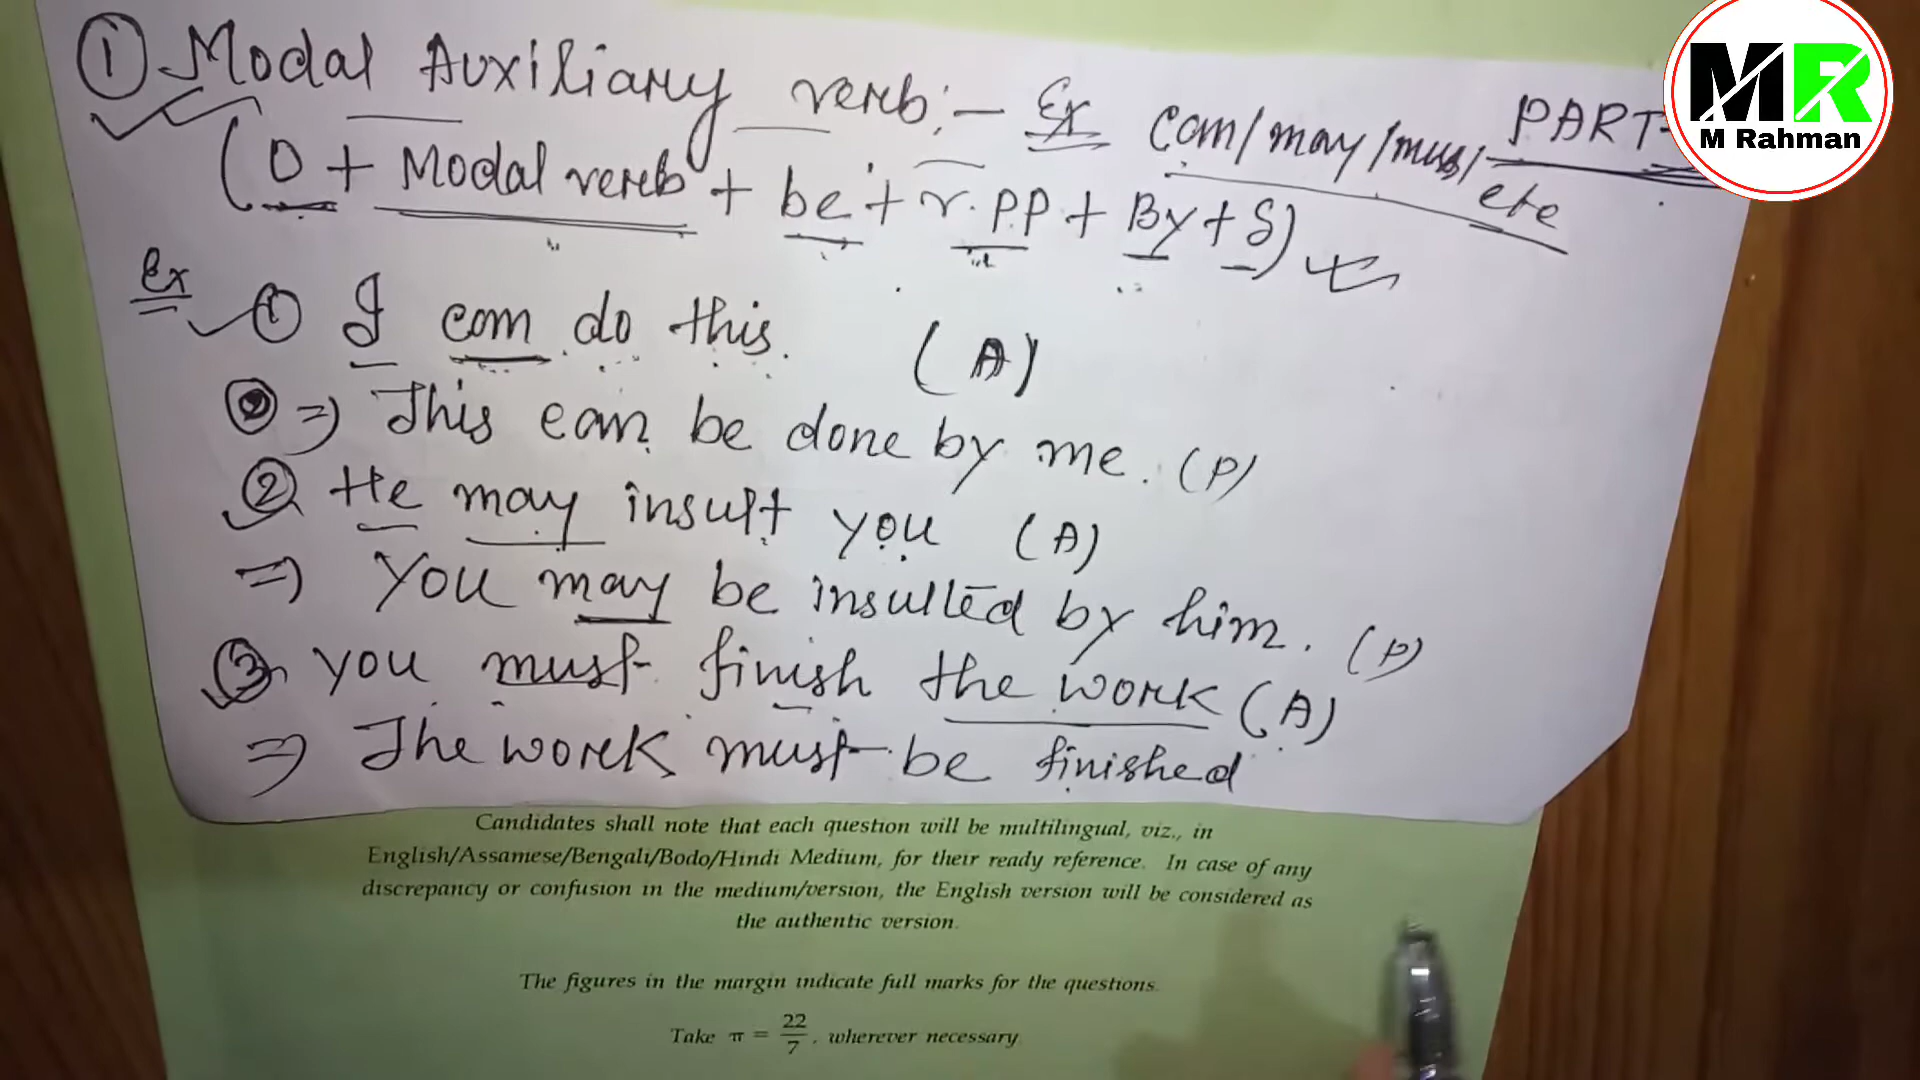 ① Modal Auxiliary verb :- Ex can/may/must/etc
PART-
MR
M Rahman
(O + Modal verb + be + v.pp + By + S)
Ex ① I can do this. (A)
⇒ This can be done by me. (P)
② He may insult you (A)
⇒ You may be insulted by him. (P)
③ you must finish the work (A)
⇒ The work must be finished
Candidates shall note that each question will be multilingual, viz., in
English/Assamese/Bengali/Bodo/Hindi Medium, for their ready reference. In case of any
discrepancy or confusion in the medium/version, the English version will be considered as
the authentic version.
The figures in the margin indicate full marks for the questions.
Take π = 22/7, wherever necessary